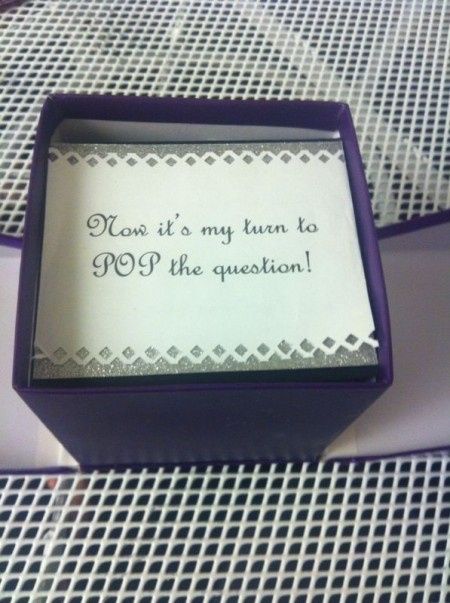 Now it's my turn to
POP the question!